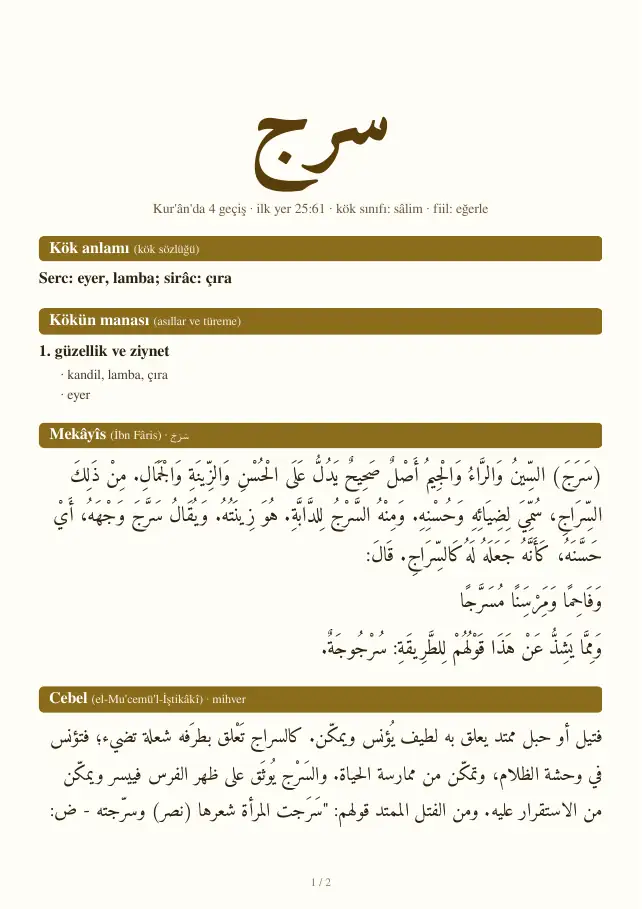 سرج
Kur'ân'da 4 geçiş · ilk yer 25:61 · kök sınıfı: sâlim · fiil: eğerle
Kök anlamı (kök sözlüğü)
Serc: eyer, lamba; sirâc: çıra
Kökün manası (asıllar ve türeme)
1. güzellik ve ziynet
· kandil, lamba, çıra
· eyer
Mekâyîs (İbn Fâris) · سَرَجَ
(سَرَجَ) السِّينُ وَالرَّاءُ وَالْجِيمُ أَصْلٌ صَحِيحٌ يَدُلُّ عَلَى الْحُسْنِ وَالزِّينَةِ وَالْجَمَالِ. مِنْ ذَلِكَ
السِّرَاجِ، سُمِّيَ لِضِيَائِهِ وَحُسْنِهِ. وَمِنْهُ السَّرْجُ لِلدَّابَّةِ. هُوَ زِينَتُهُ. وَيُقَالُ سَرَّجَ وَجْهَهُ، أَيْ
حَسَّنَهُ، كَأَنَّهُ جَعَلَهُ لَهُ كَالسِّرَاجِ. قَالَ:
وَفَاحِمًا وَمَرْسِنًا مُسَرَّجًا
وَمِمَّا يَشِذُّ عَنْ هَذَا قَوْلُهُمْ لِلطَّرِيقَةِ: سُرْجُوجَةٌ.
Cebel (el-Mu'cemü'l-İştikâkî) · mihver
فتيل أو حبل ممتد يعلق به لطيف يُؤنس ويمكّن. كالسراج تَعْلق بطرَفه شعلة تضيء؛ فتؤنس
في وحشة الظلام، وتمكّن من ممارسة الحياة. والسَرْج يُوثَق على ظهر الفرس فييسر ويمكّن
من الاستقرار عليه. ومن الفتل الممتد قولهم: "سَرَجت المرأة شعرها (نصر) وسرّجته - ض:
1 / 2